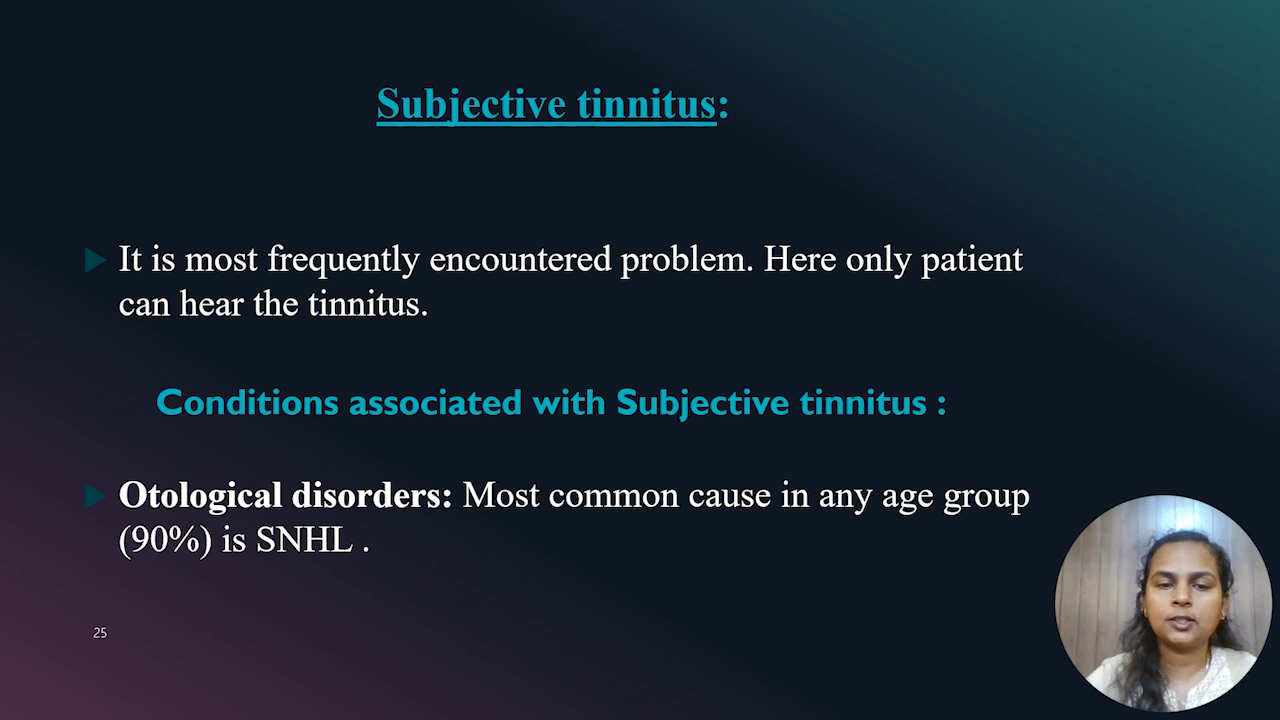 Subjective tinnitus:
It is most frequently encountered problem. Here only patient
can hear the tinnitus.
Conditions associated with Subjective tinnitus :
Otological disorders: Most common cause in any age group
(90%) is SNHL .
25